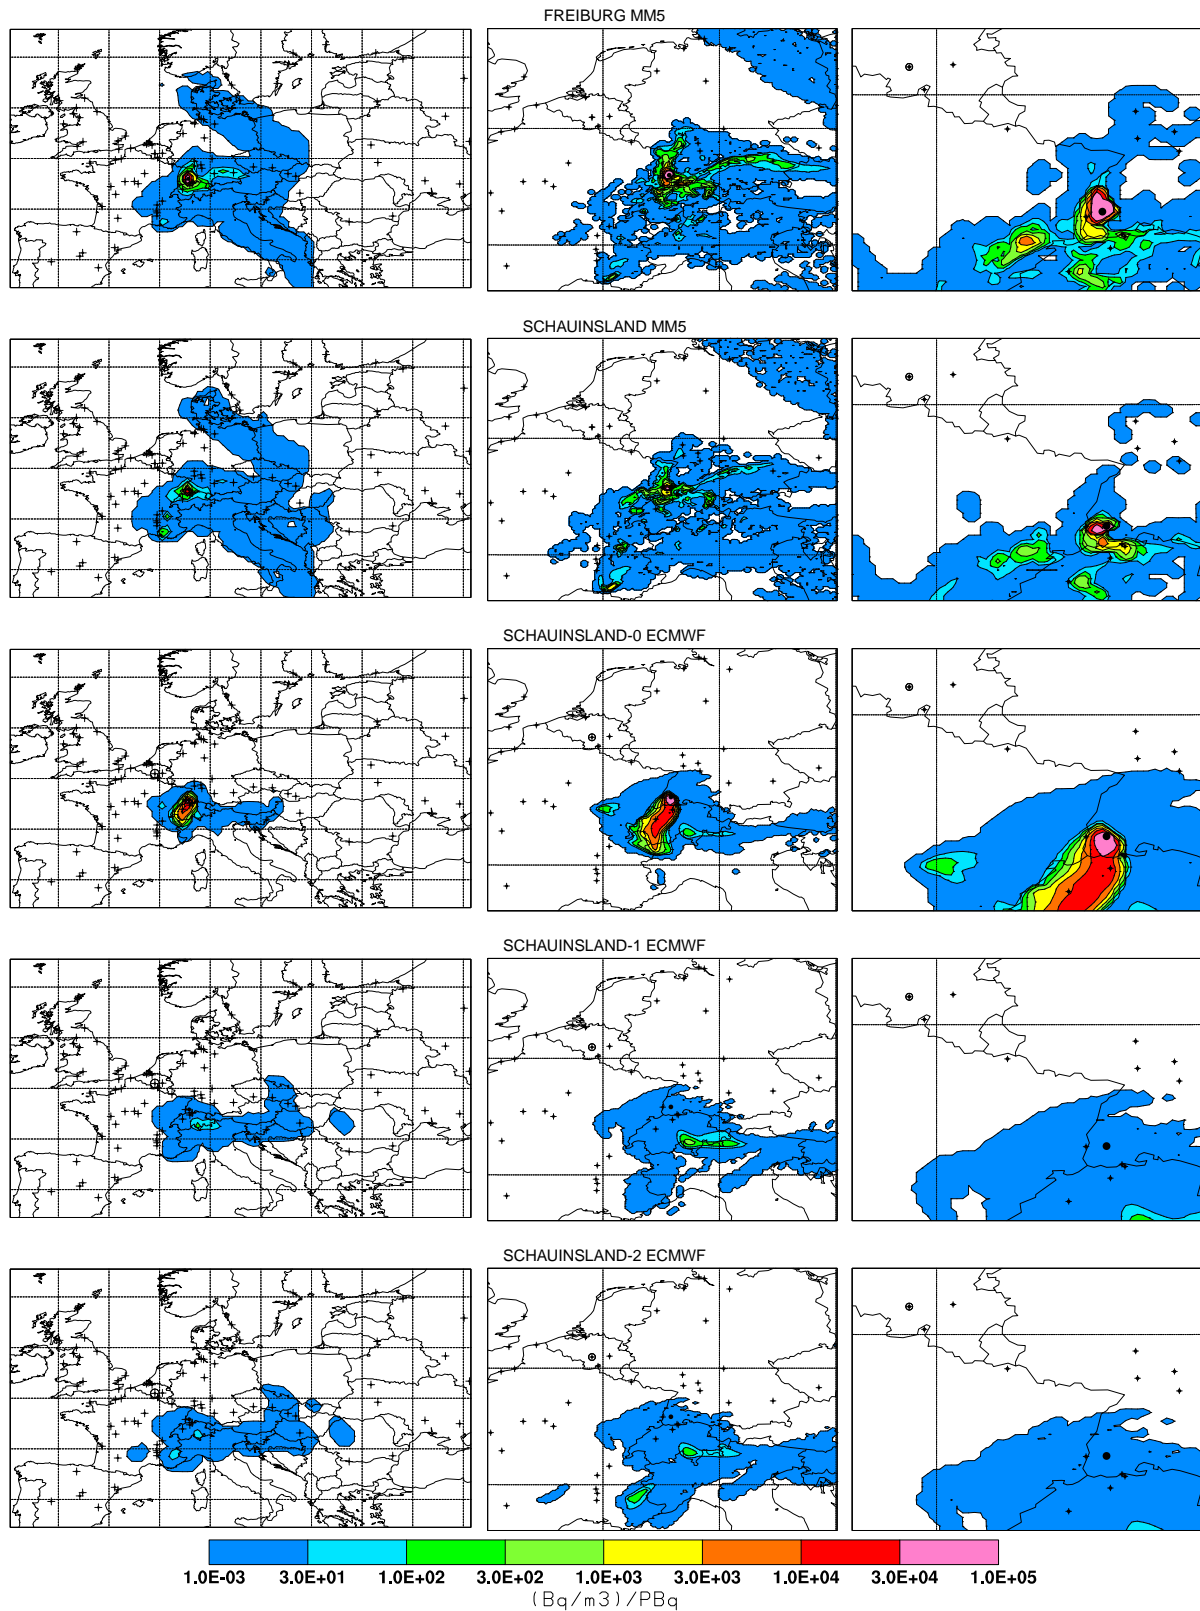 FREIBURG MM5
SCHAUINSLAND MM5
SCHAUINSLAND-0 ECMWF
SCHAUINSLAND-1 ECMWF
SCHAUINSLAND-2 ECMWF
1.0E-03 3.0E+01 1.0E+02 3.0E+02 1.0E+03 3.0E+03 1.0E+04 3.0E+04 1.0E+05
(Bq/m3)/PBq